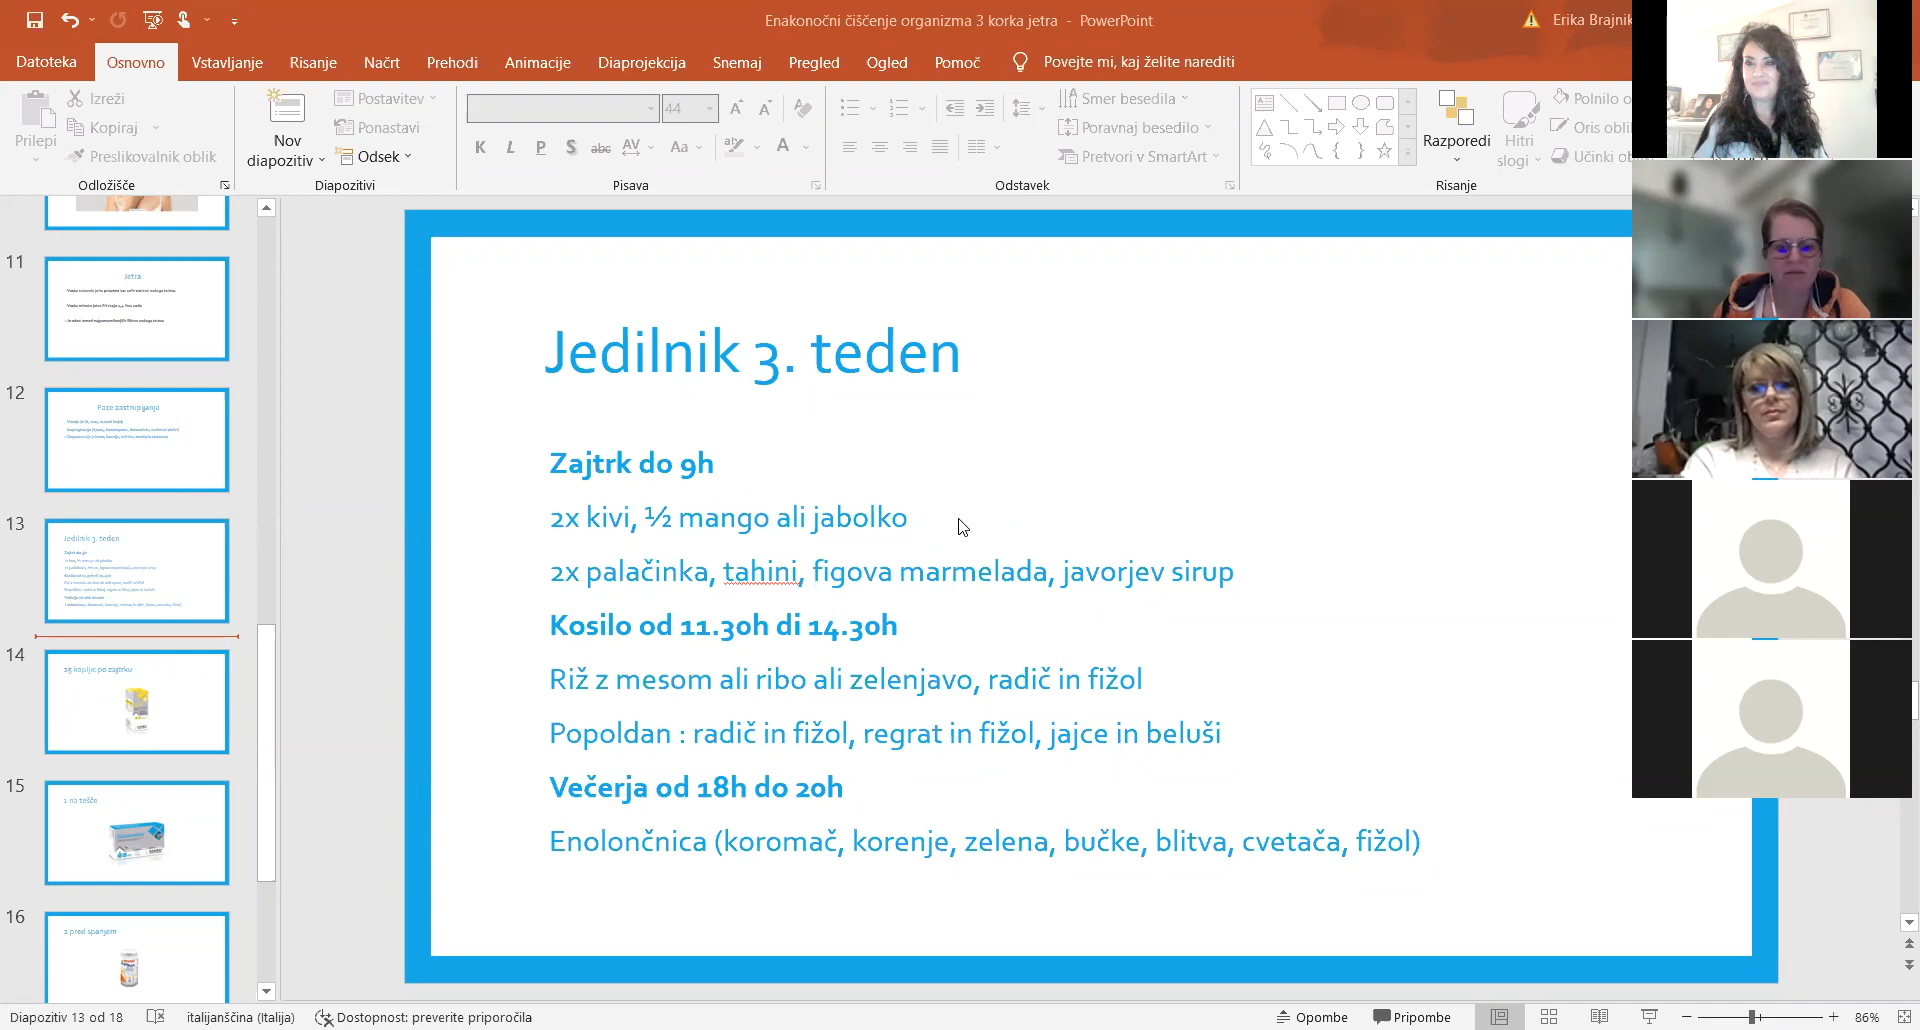 Enakonočni čiščenje organizma 3 korka jetra - PowerPoint
Erika Brajnik
Datoteka Osnovno Vstavljanje Risanje Načrt Prehodi Animacije Diaprojekcija Snemaj Pregled Ogled Pomoč Povejte mi, kaj želite narediti
Prilepi
Izreži
Kopiraj
Preslikovalnik oblik
Odložišče
Nov diapozitiv
Postavitev
Ponastavi
Odsek
Diapozitivi
44
K L P S abc AV Aa A
Pisava
Smer besedila
Poravnaj besedilo
Pretvori v SmartArt
Odstavek
Razporedi
Hitri slogi
Polnilo o
Oris obli
Učinki ob
Risanje
11
Jetra
12
Faze zastrupljanja
13
Jedilnik 3. teden
14
25 kapljic po zajtrku
15
1 na tešče
16
2 pred spanjem
Jedilnik 3. teden
Zajtrk do 9h
2x kivi, ½ mango ali jabolko
2x palačinka, tahini, figova marmelada, javorjev sirup
Kosilo od 11.30h di 14.30h
Riž z mesom ali ribo ali zelenjavo, radič in fižol
Popoldan : radič in fižol, regrat in fižol, jajce in beluši
Večerja od 18h do 20h
Enolončnica (koromač, korenje, zelena, bučke, blitva, cvetača, fižol)
Diapozitiv 13 od 18 italijanščina (Italija) Dostopnost: preverite priporočila Opombe Pripombe 86%